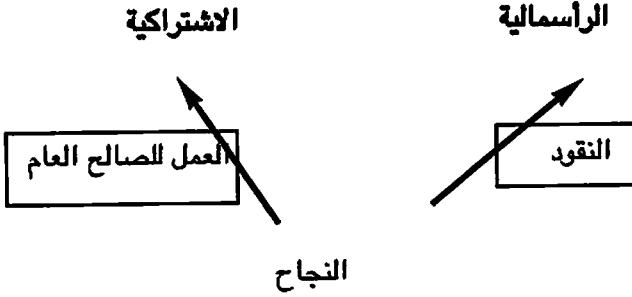 الرأسمالية
الاشتراكية
النقود
العمل للصالح العام
النجاح